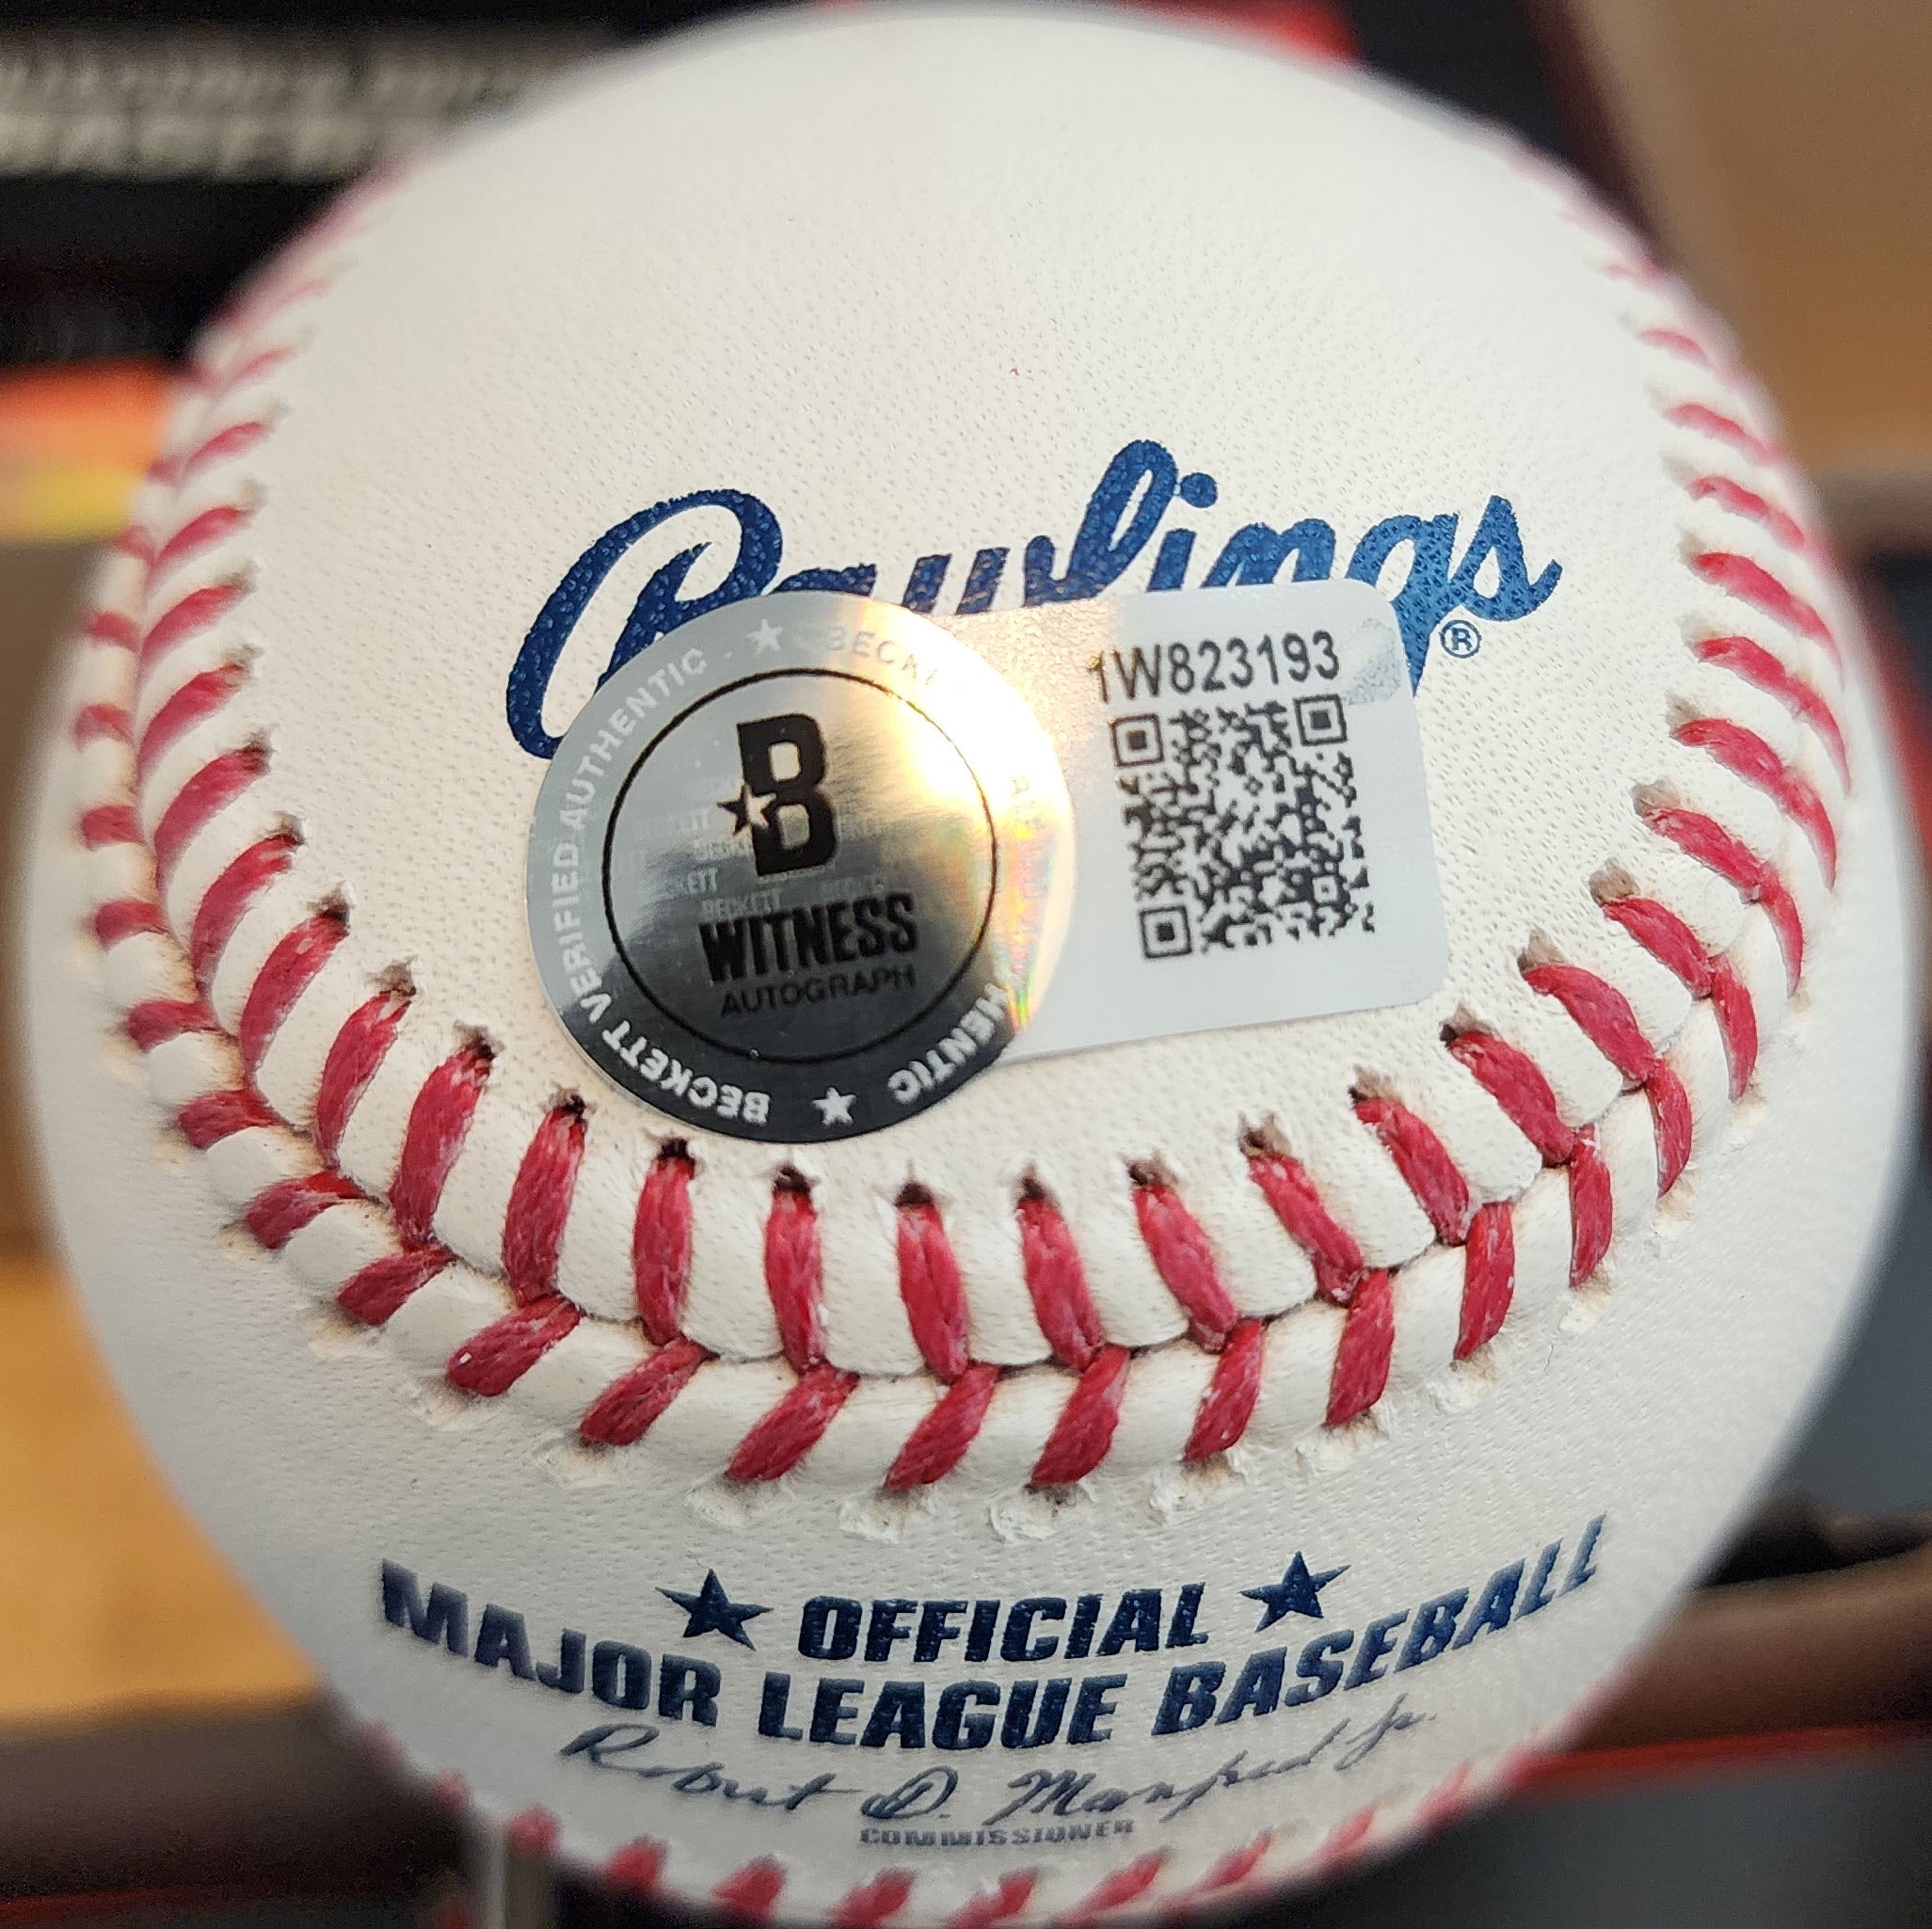 Rawlings®
BECKETT VERIFIED AUTHENTIC
B
WITNESS
AUTOGRAPH
1W823193
OFFICIAL
MAJOR LEAGUE BASEBALL
Robert D. Manfred Jr.
COMMISSIONER